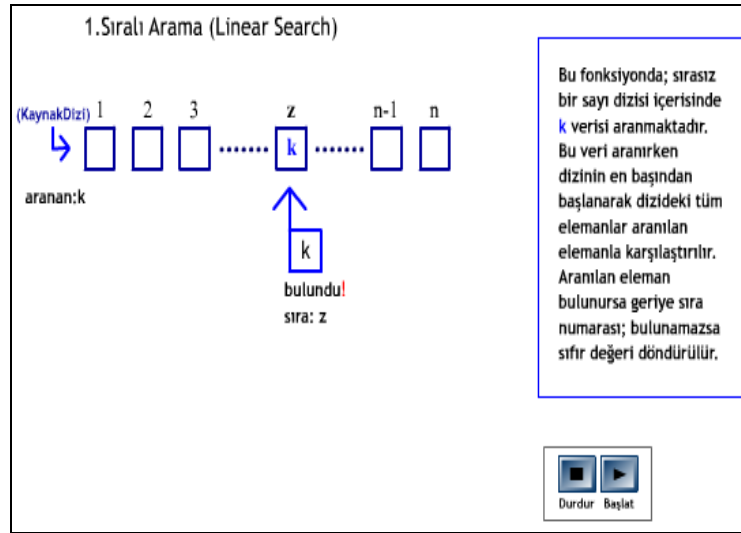 1.Sıralı Arama (Linear Search)
(KaynakDizi) 1 2 3 z n-1 n
k
aranan:k
k
bulundu!
sıra: z
Bu fonksiyonda; sırasız
bir sayı dizisi içerisinde
k verisi aranmaktadır.
Bu veri aranırken
dizinin en başından
başlanarak dizideki tüm
elemanlar aranılan
elemanla karşılaştırılır.
Aranılan eleman
bulunursa geriye sıra
numarası; bulunamazsa
sıfır değeri döndürülür.
Durdur Başlat